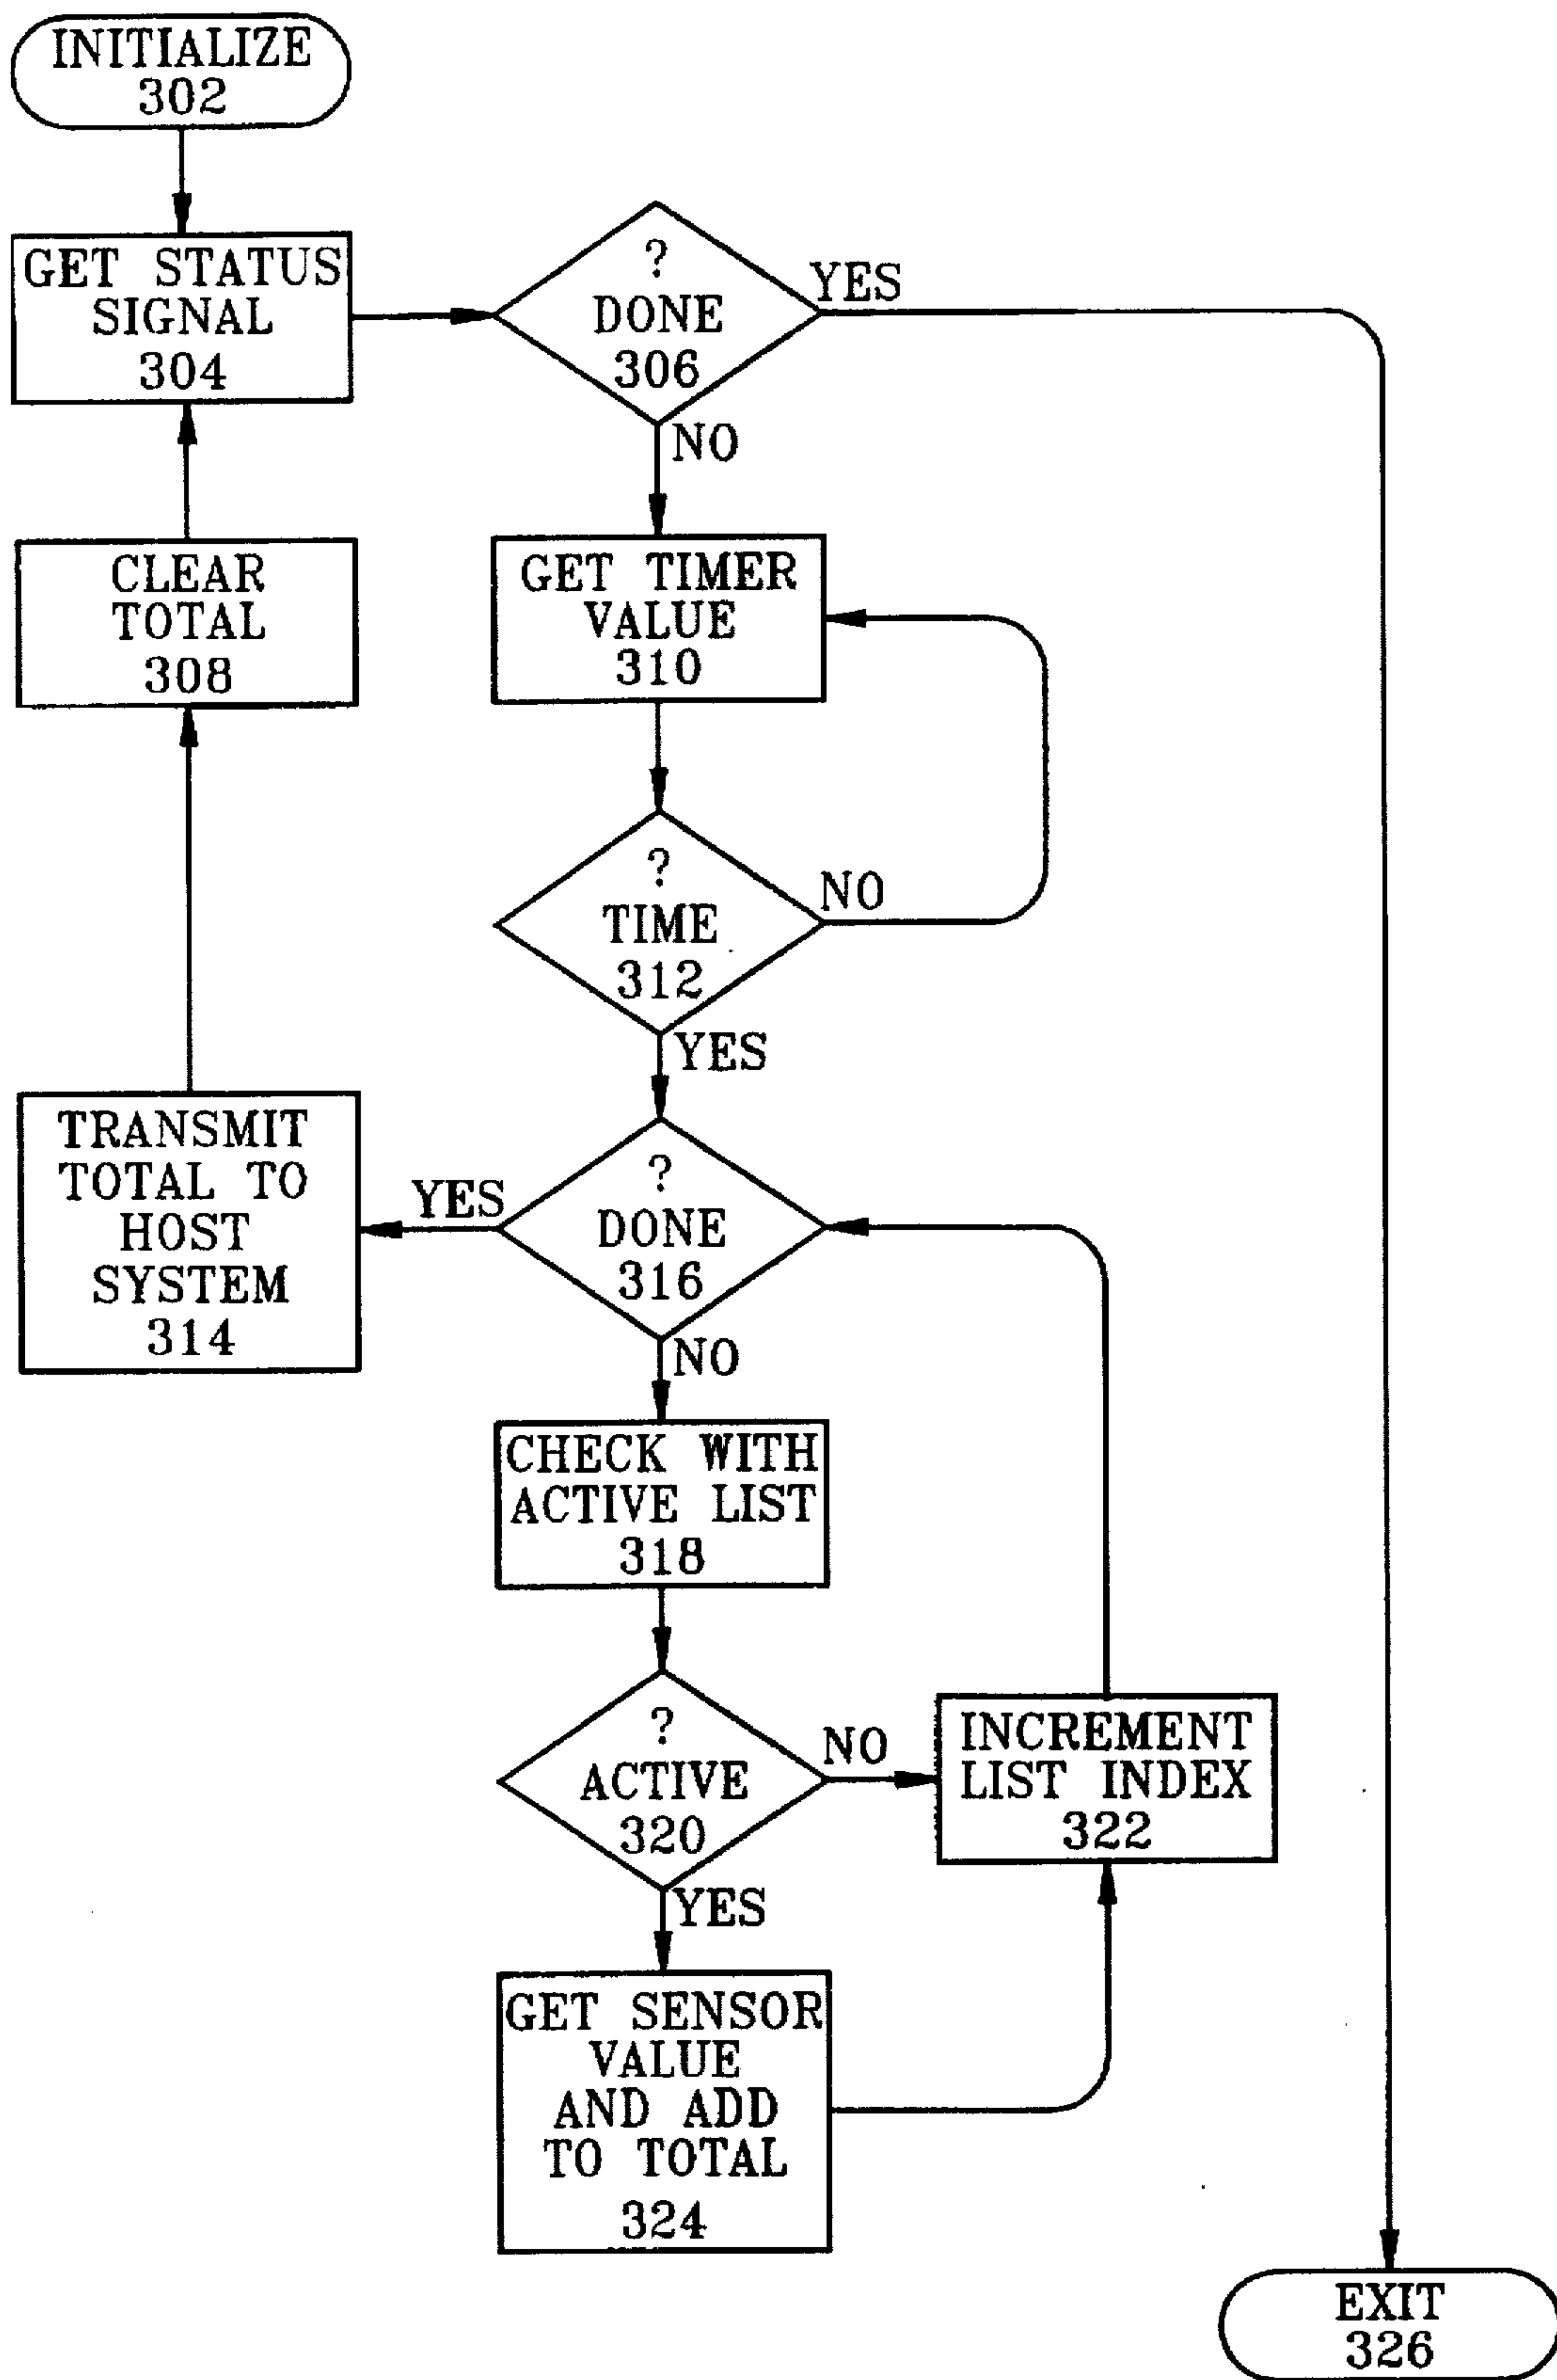 INITIALIZE
302
GET STATUS
SIGNAL
304
?
DONE
306
YES
NO
CLEAR
TOTAL
308
GET TIMER
VALUE
310
?
TIME
312
NO
YES
TRANSMIT
TOTAL TO
HOST
SYSTEM
314
YES
?
DONE
316
NO
CHECK WITH
ACTIVE LIST
318
?
ACTIVE
320
NO
YES
INCREMENT
LIST INDEX
322
GET SENSOR
VALUE
AND ADD
TO TOTAL
324
EXIT
326